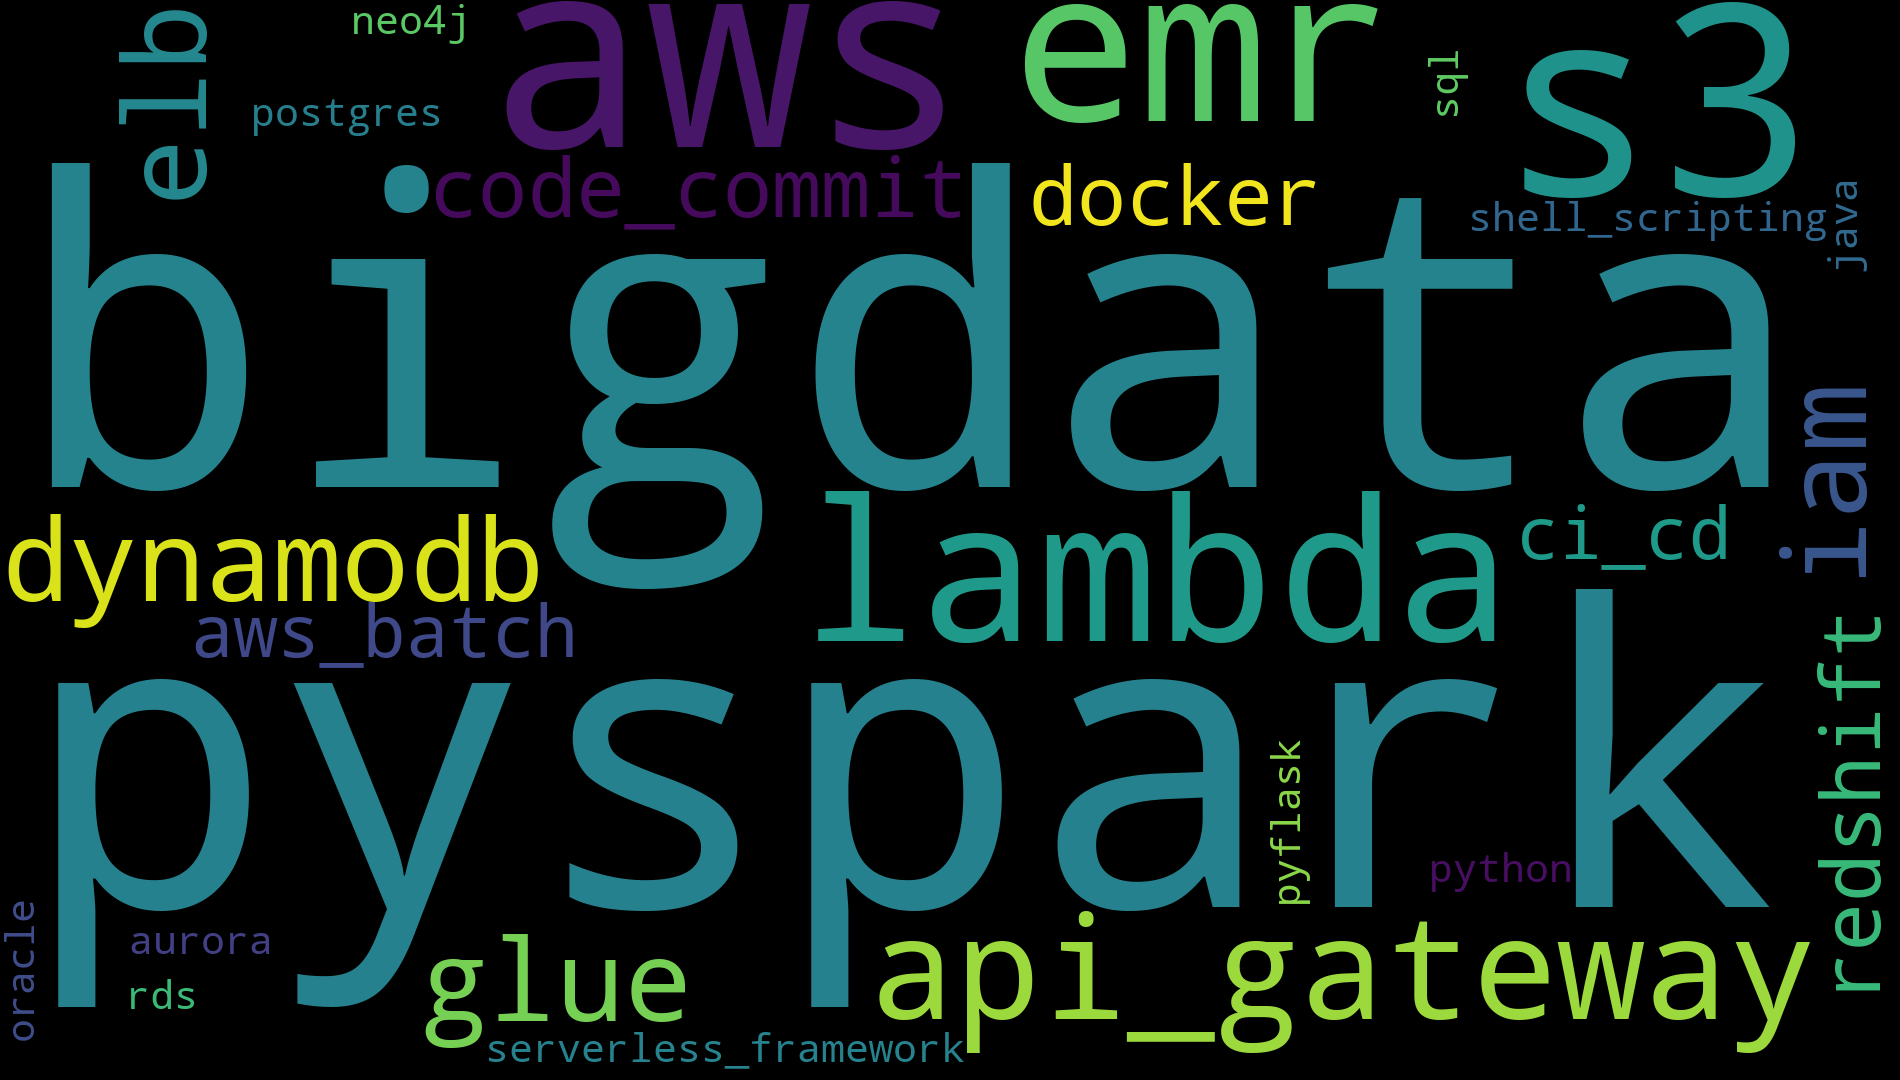 elb
neo4j
aws
emr
sql
s3
postgres
code_commit
docker
shell_scripting
java
bigdata
iam
dynamodb
lambda
ci_cd
aws_batch
pyspark
redshift
pyflask
python
oracle
aurora
rds
glue
api_gateway
serverless_framework